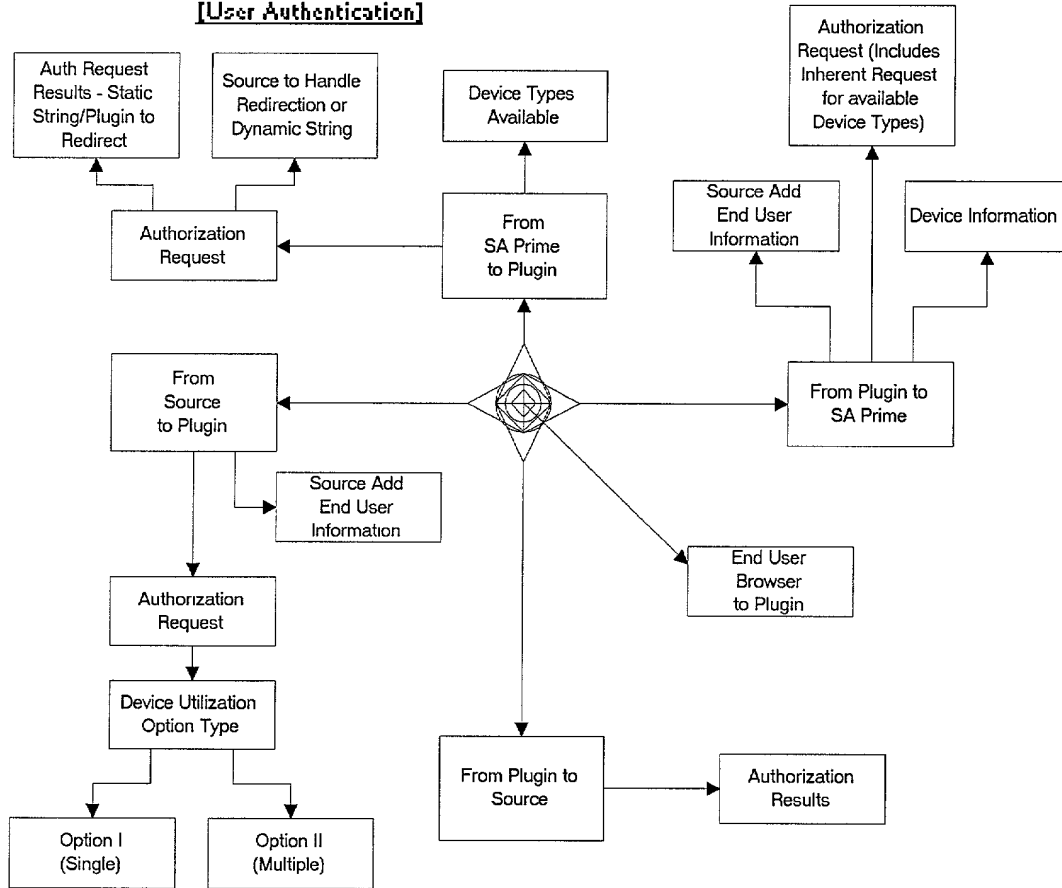 [User Authentication]
Auth Request
Results - Static
String/Plugin to
Redirect
Source to Handle
Redirection or
Dynamic String
Device Types
Available
Authorization
Request (Includes
Inherent Request
for available
Device Types)
Authorization
Request
From
SA Prime
to Plugin
Source Add
End User
Information
Device Information
From
Source
to Plugin
From Plugin to
SA Prime
Source Add
End User
Information
End User
Browser
to Plugin
Authorization
Request
Device Utilization
Option Type
From Plugin to
Source
Authorization
Results
Option I
(Single)
Option II
(Multiple)